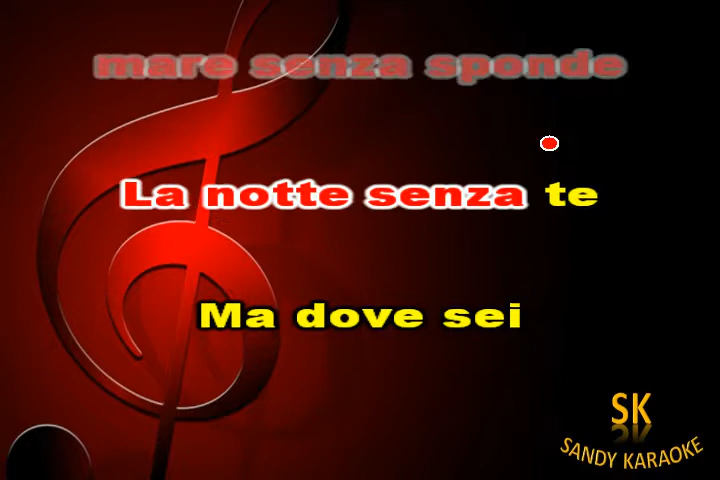 mare senza sponde
La notte senza te
Ma dove sei
SK
SANDY KARAOKE